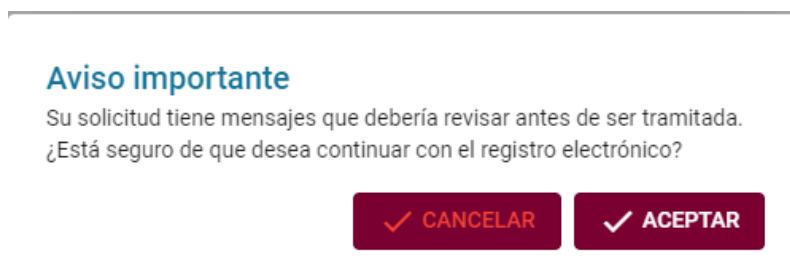 Aviso importante
Su solicitud tiene mensajes que debería revisar antes de ser tramitada.
¿Está seguro de que desea continuar con el registro electrónico?
CANCELAR ACEPTAR